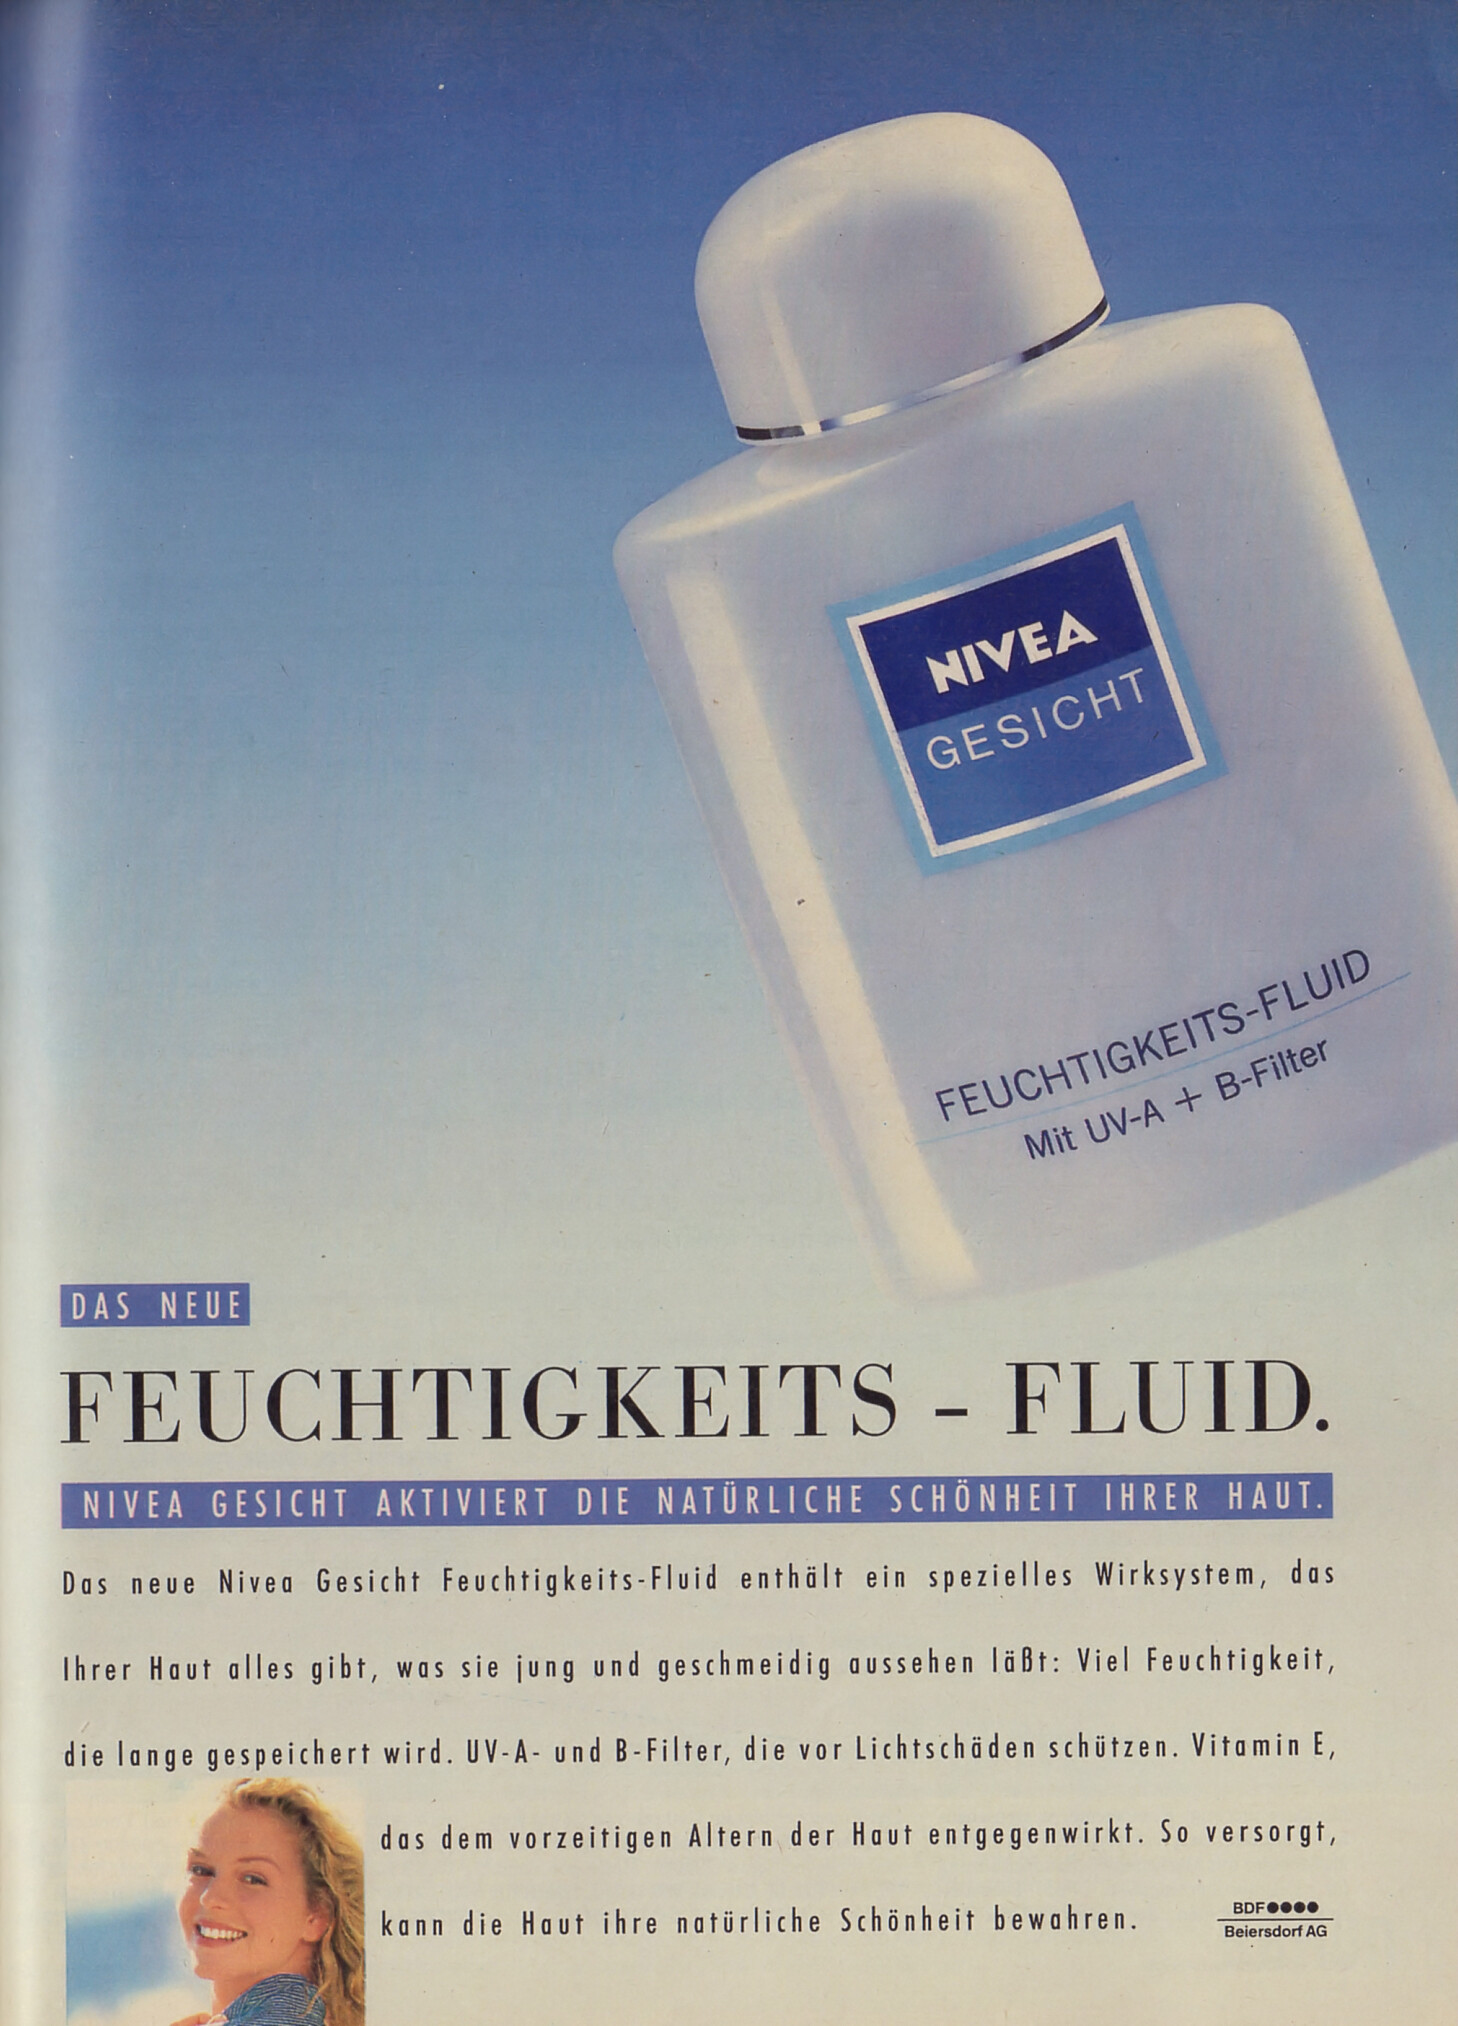 NIVEA
GESICHT
FEUCHTIGKEITS-FLUID
Mit UV-A + B-Filter
DAS NEUE
FEUCHTIGKEITS - FLUID.
NIVEA GESICHT AKTIVIERT DIE NATÜRLICHE SCHÖNHEIT IHRER HAUT.
Das neue Nivea Gesicht Feuchtigkeits-Fluid enthält ein spezielles Wirksystem, das
Ihrer Haut alles gibt, was sie jung und geschmeidig aussehen läßt: Viel Feuchtigkeit,
die lange gespeichert wird. UV-A- und B-Filter, die vor Lichtschäden schützen. Vitamin E,
das dem vorzeitigen Altern der Haut entgegenwirkt. So versorgt,
kann die Haut ihre natürliche Schönheit bewahren.
BDF●●●●
Beiersdorf AG